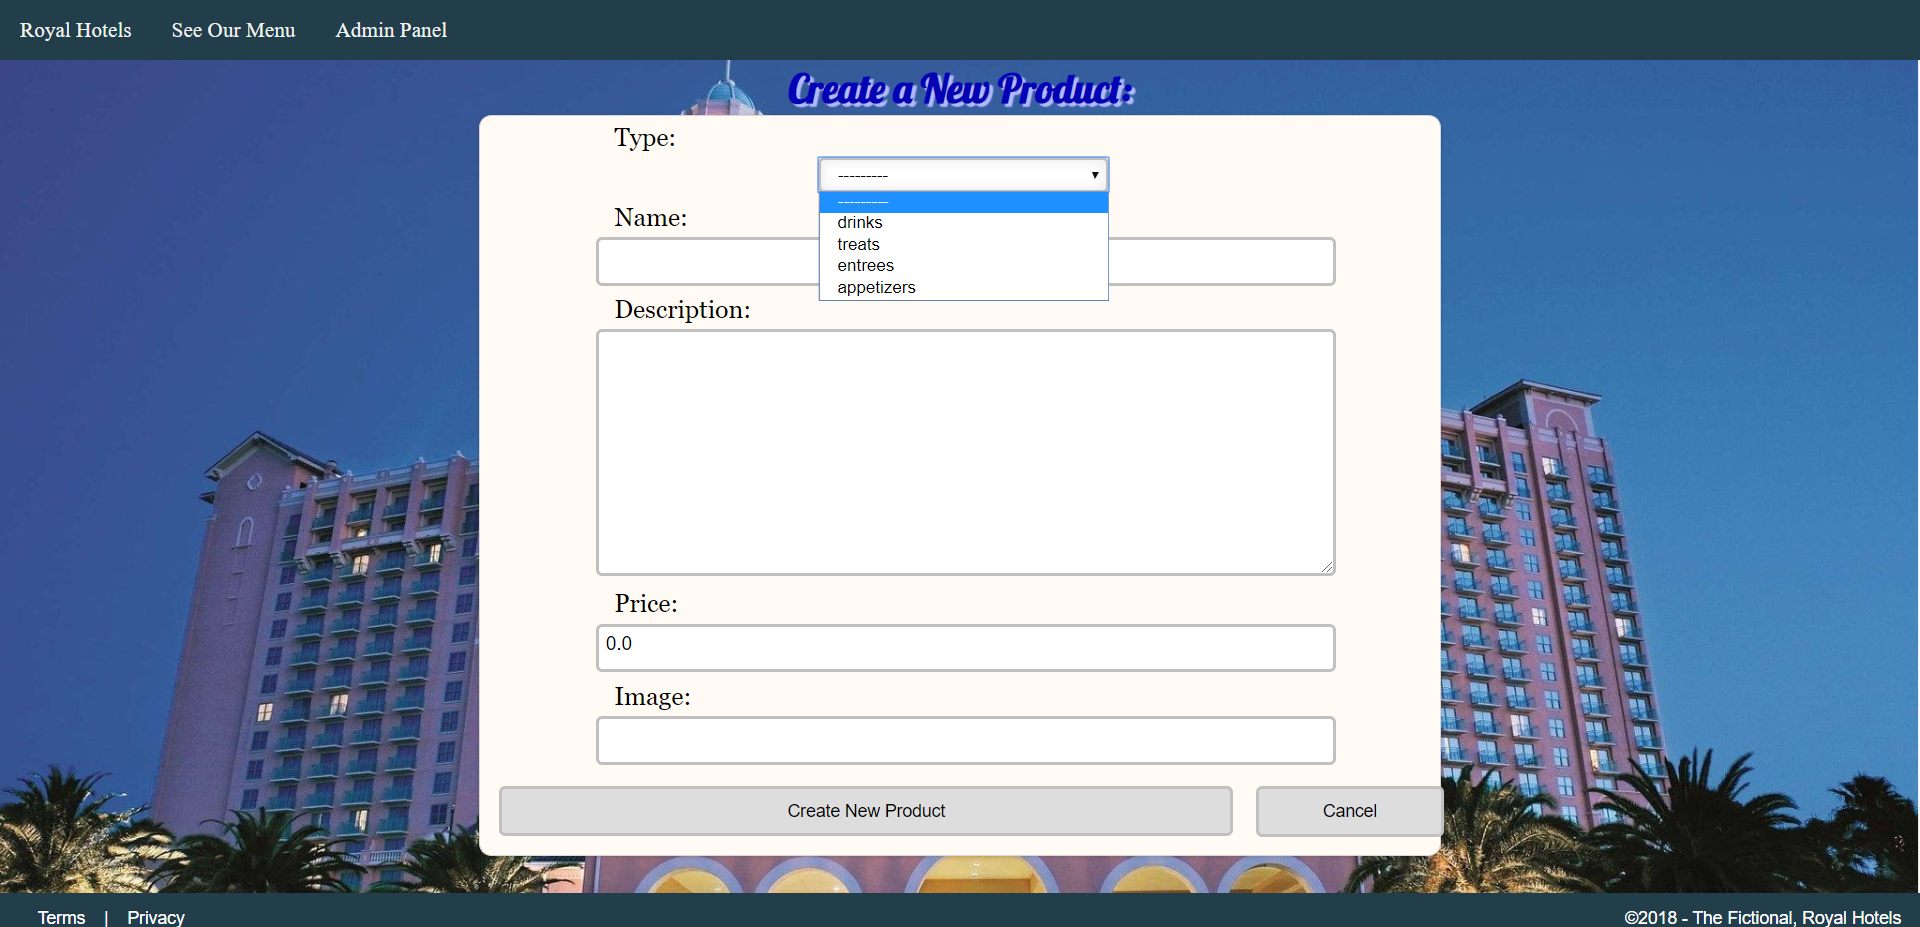 Royal Hotels See Our Menu Admin Panel
Create a New Product:
Type:
---------
---------
drinks
treats
entrees
appetizers
Name:
Description:
Price:
0.0
Image:
Create New Product Cancel
Terms | Privacy ©2018 - The Fictional, Royal Hotels